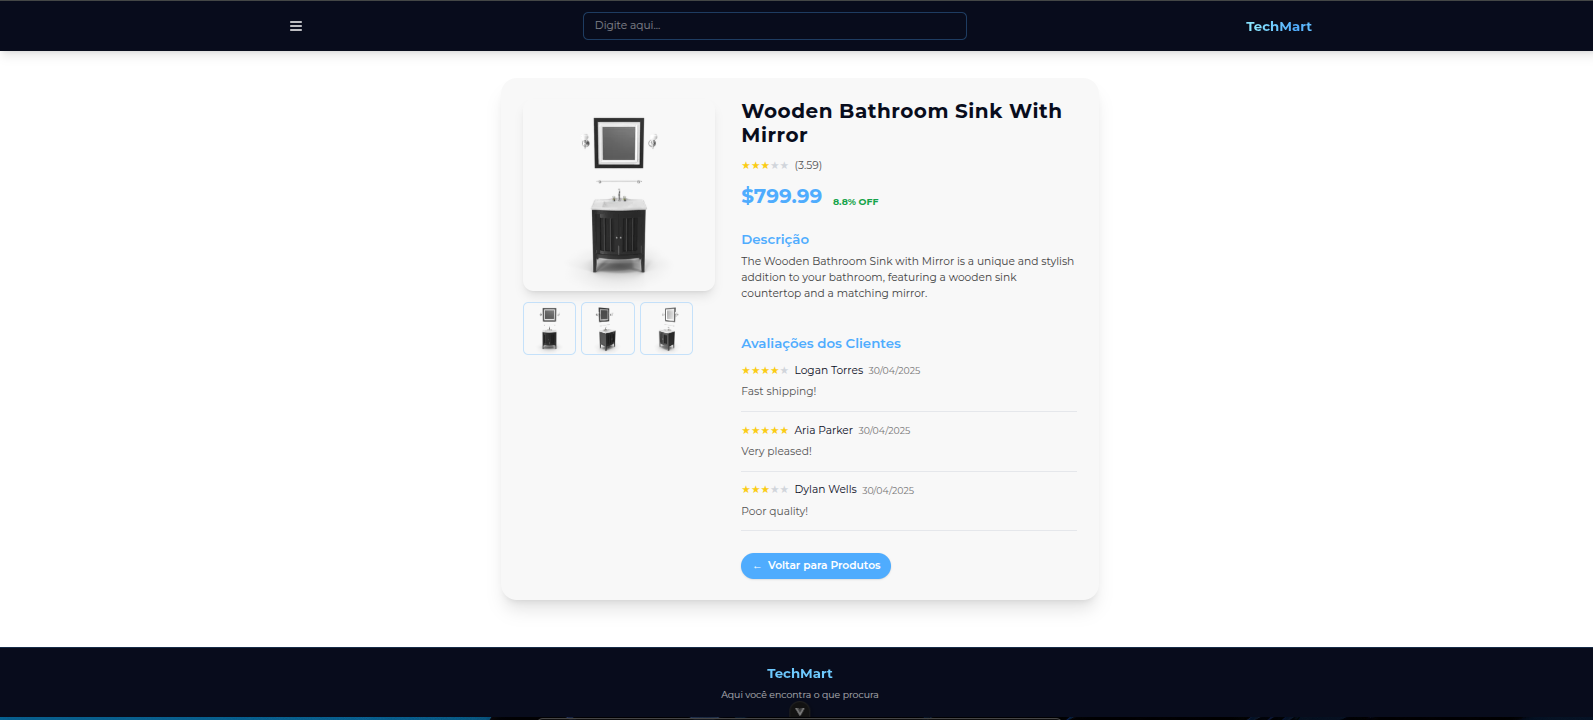 Digite aqui...
TechMart
Wooden Bathroom Sink With
Mirror
★★★★★ (3.59)
$799.99 8.8% OFF
Descrição
The Wooden Bathroom Sink with Mirror is a unique and stylish
addition to your bathroom, featuring a wooden sink
countertop and a matching mirror.
Avaliações dos Clientes
★★★★★ Logan Torres 30/04/2025
Fast shipping!
★★★★★ Aria Parker 30/04/2025
Very pleased!
★★★★★ Dylan Wells 30/04/2025
Poor quality!
← Voltar para Produtos
TechMart
Aqui você encontra o que procura